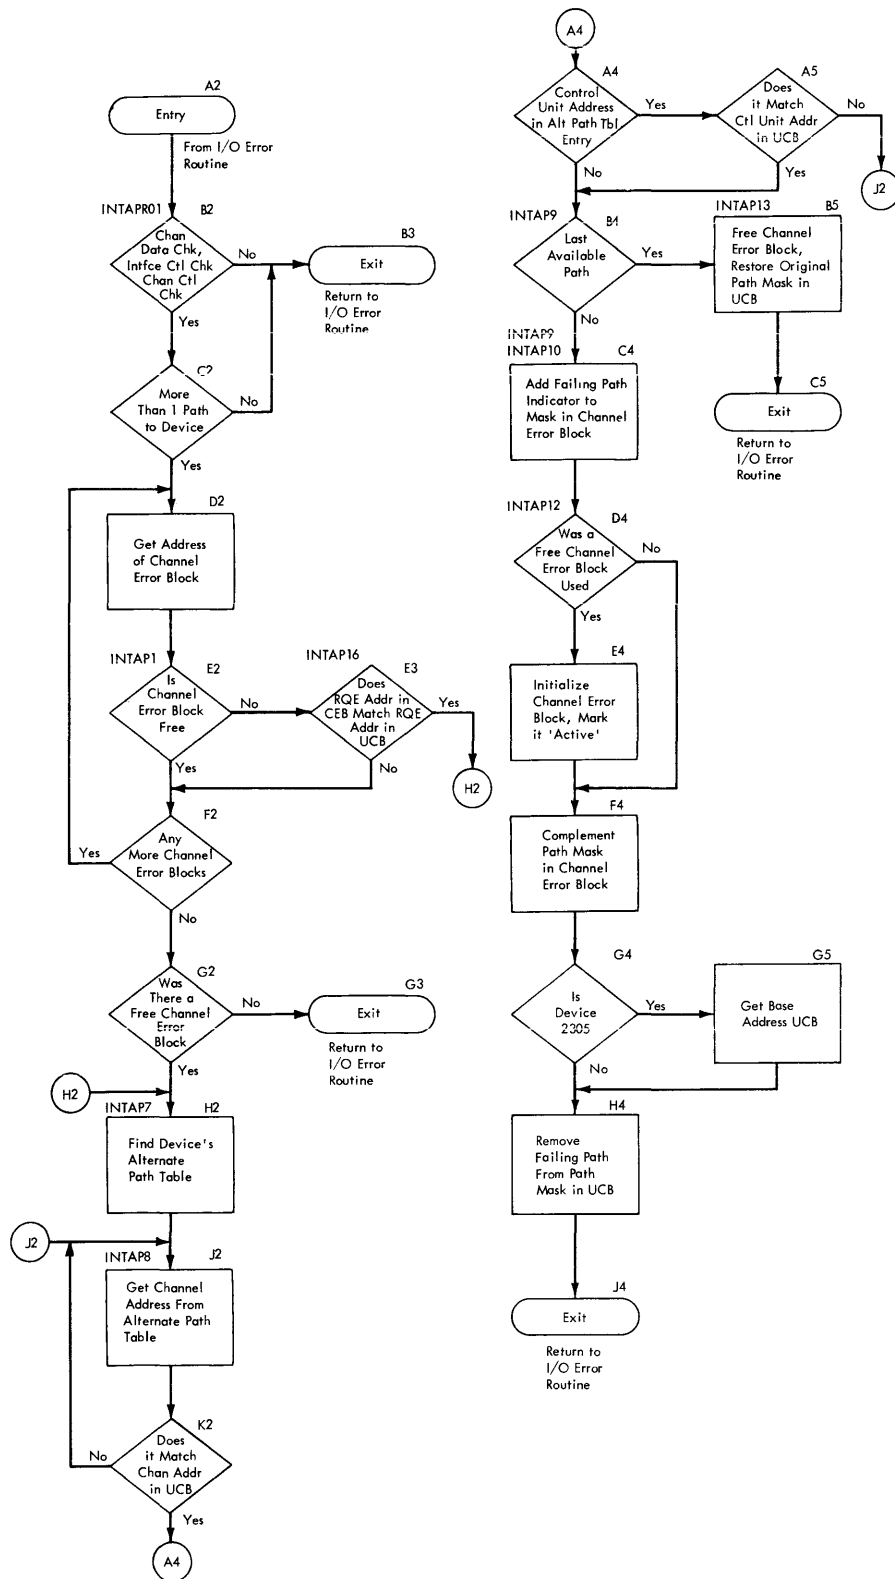 A2
Entry
From I/O Error
Routine
INTAPR01
B2
Chan
Data Chk,
Intfce Ctl Chk
Chan Ctl
Chk
No
Yes
B3
Exit
Return to
I/O Error
Routine
C2
More
Than 1 Path
to Device
No
Yes
D2
Get Address
of Channel
Error Block
INTAP1
E2
Is
Channel
Error Block
Free
No
Yes
INTAP16
E3
Does
RQE Addr in
CEB Match RQE
Addr in
UCB
Yes
No
H2
F2
Any
More Channel
Error Blocks
Yes
No
G2
Was
There a
Free Channel
Error
Block
No
Yes
G3
Exit
Return to
I/O Error
Routine
H2
INTAP7
H2
Find Device's
Alternate
Path Table
J2
INTAP8
J2
Get Channel
Address From
Alternate Path
Table
K2
Does
it Match
Chan Addr
in UCB
No
Yes
A4
A4
A4
Control
Unit Address
in Alt Path Tbl
Entry
Yes
No
A5
Does
it Match
Ctl Unit Addr
in UCB
No
Yes
J2
INTAP9
B4
Last
Available
Path
Yes
No
INTAP13
B5
Free Channel
Error Block,
Restore Original
Path Mask in
UCB
C5
Exit
Return to
I/O Error
Routine
INTAP9
INTAP10
C4
Add Failing Path
Indicator to
Mask in Channel
Error Block
INTAP12
D4
Was a
Free Channel
Error Block
Used
No
Yes
E4
Initialize
Channel Error
Block, Mark
it 'Active'
F4
Complement
Path Mask
in Channel
Error Block
G4
Is
Device
2305
Yes
No
G5
Get Base
Address UCB
H4
Remove
Failing Path
From Path
Mask in UCB
J4
Exit
Return to
I/O Error
Routine